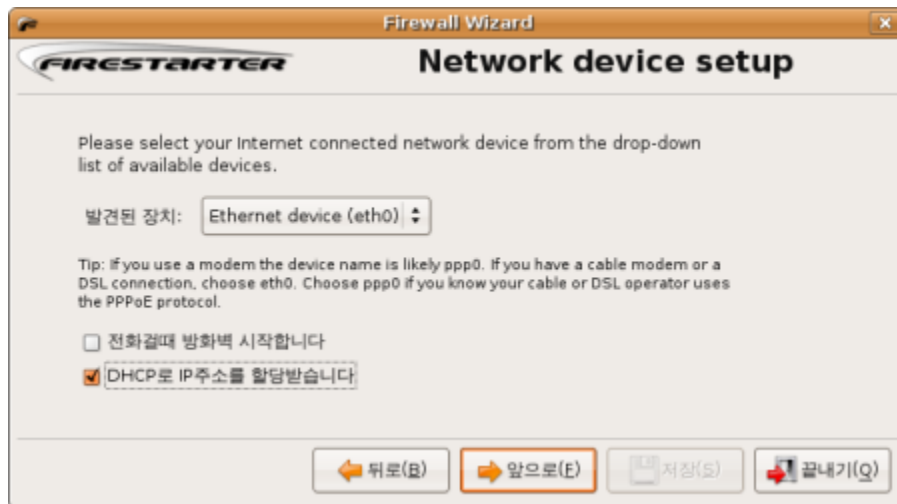 Firewall Wizard
FIRESTARTER
Network device setup
Please select your Internet connected network device from the drop-down
list of available devices.
발견된 장치: Ethernet device (eth0)
Tip: If you use a modem the device name is likely ppp0. If you have a cable modem or a
DSL connection, choose eth0. Choose ppp0 if you know your cable or DSL operator uses
the PPPoE protocol.
전화걸때 방화벽 시작합니다
DHCP로 IP주소를 할당받습니다
뒤로(B) 앞으로(F) 저장(S) 끝내기(Q)